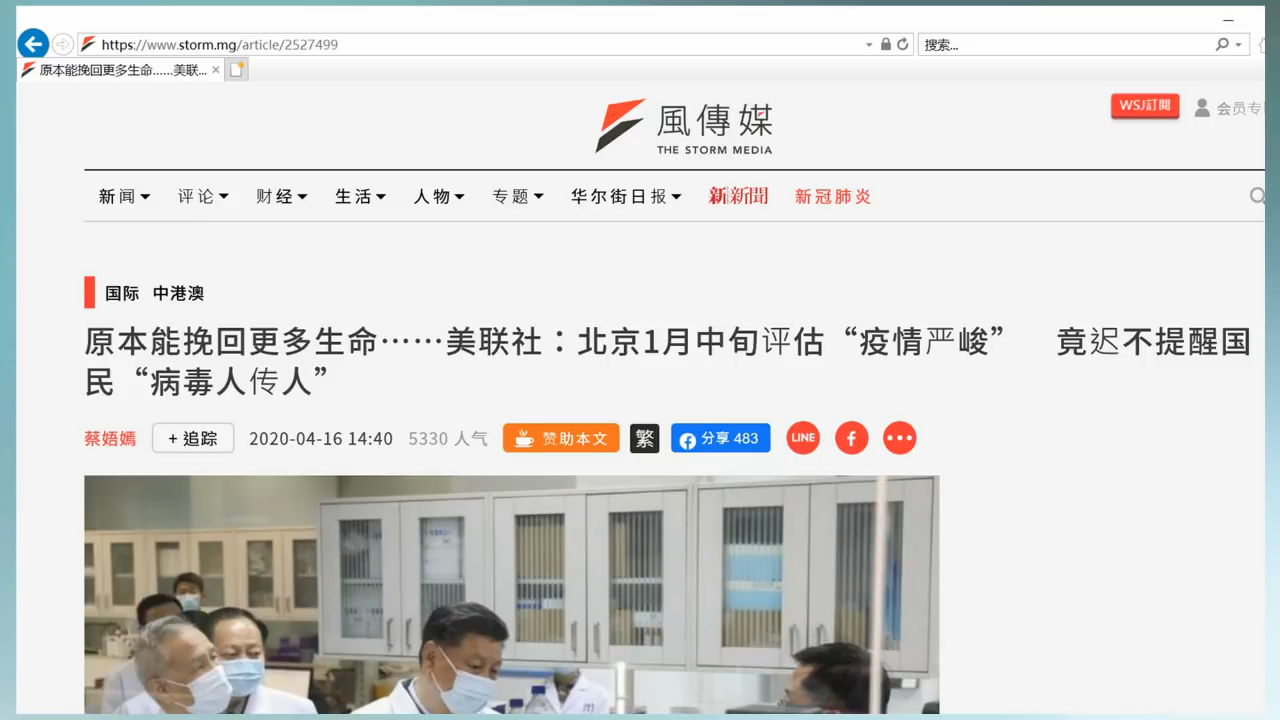 https://www.storm.mg/article/2527499
搜索...
原本能挽回更多生命......美联...
風傳媒
THE STORM MEDIA
WSJ訂閱
会员专
新闻 评论 财经 生活 人物 专题 华尔街日报 新新聞 新冠肺炎
国际 中港澳
原本能挽回更多生命……美联社：北京1月中旬评估“疫情严峻” 竟迟不提醒国
民“病毒人传人”
蔡娪嫣 + 追踪 2020-04-16 14:40 5330 人气 赞助本文 繁 分享 483 LINE